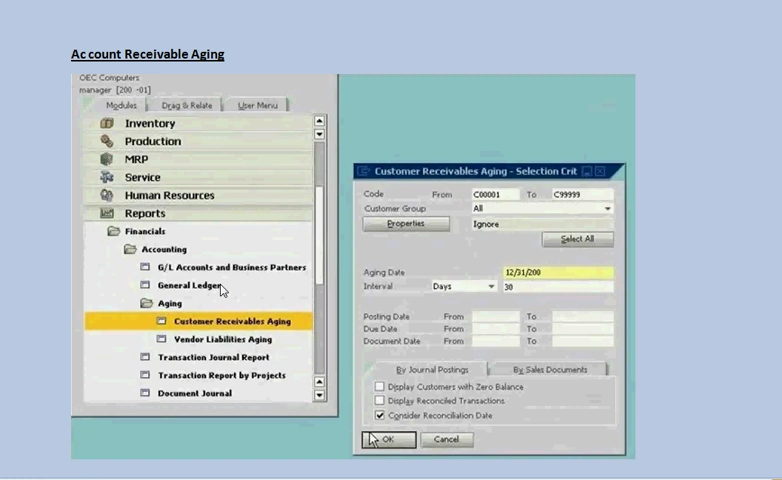 Account Receivable Aging
OEC Computers
manager [200 -01]
Modules Drag & Relate User Menu
Inventory
Production
MRP
Service
Human Resources
Reports
Financials
Accounting
G/L Accounts and Business Partners
General Ledger
Aging
Customer Receivables Aging
Vendor Liabilities Aging
Transaction Journal Report
Transaction Report by Projects
Document Journal
Customer Receivables Aging - Selection Crit
Code From C00001 To C99999
Customer Group All
Properties Ignore
Select All
Aging Date 12/31/200
Interval Days 30
Posting Date From To
Due Date From To
Document Date From To
By Journal Postings By Sales Documents
Display Customers with Zero Balance
Display Reconciled Transactions
Consider Reconciliation Date
OK Cancel